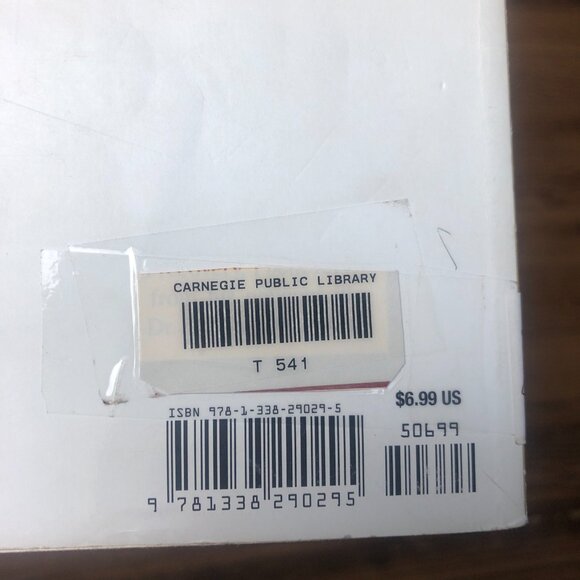 CARNEGIE PUBLIC LIBRARY
T 541
ISBN 978-1-338-29029-5
$6.99 US
50699
9 781338 290295